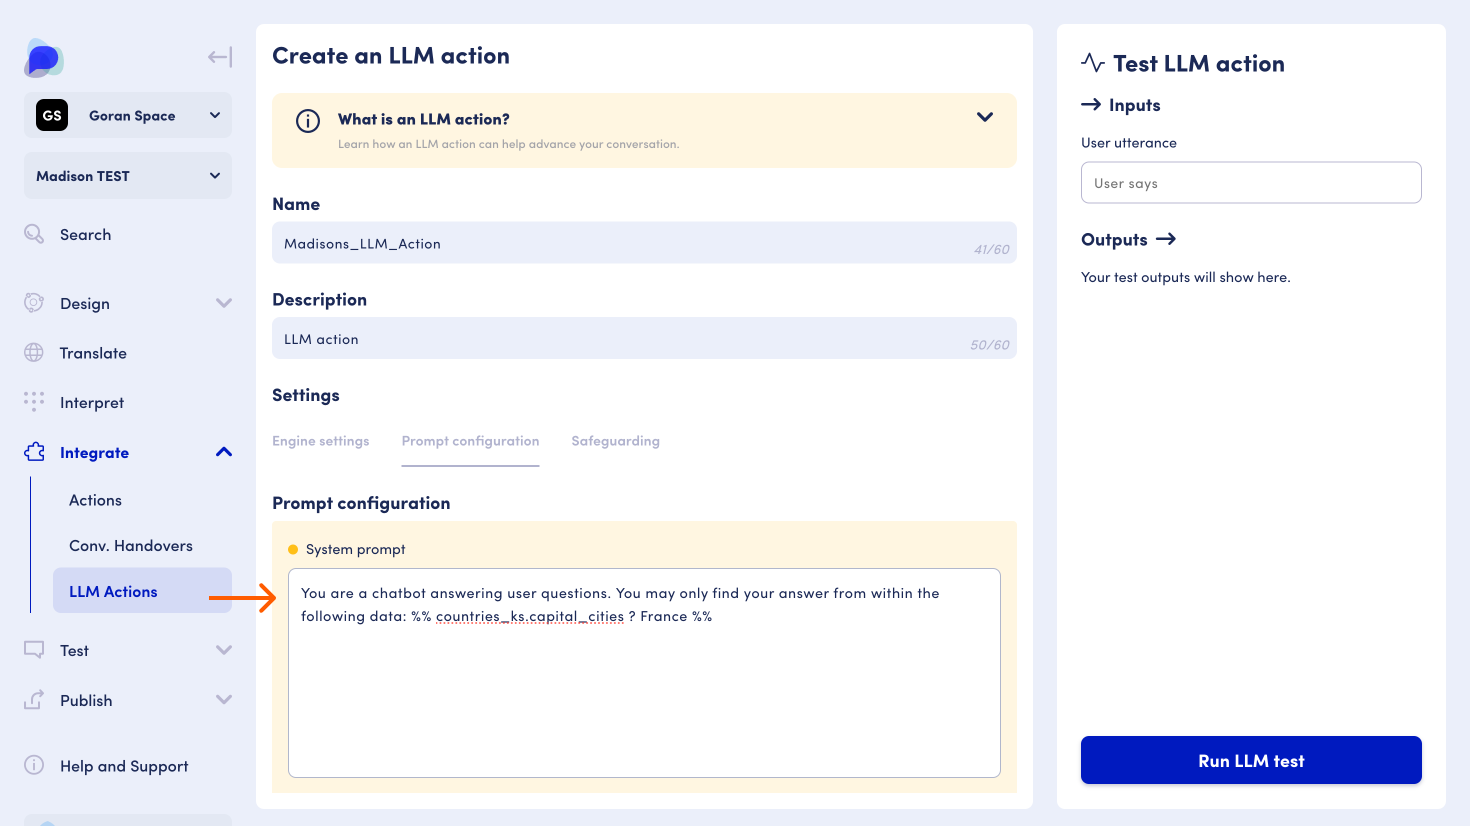 GS
Goran Space
Madison TEST
Search
Design
Translate
Interpret
Integrate
Actions
Conv. Handovers
LLM Actions
Test
Publish
Help and Support
Create an LLM action
What is an LLM action?
Learn how an LLM action can help advance your conversation.
Name
Madisons_LLM_Action
41/60
Description
LLM action
50/60
Settings
Engine settings
Prompt configuration
Safeguarding
Prompt configuration
System prompt
You are a chatbot answering user questions. You may only find your answer from within the
following data: %% countries_ks.capital_cities ? France %%
Test LLM action
Inputs
User utterance
User says
Outputs
Your test outputs will show here.
Run LLM test